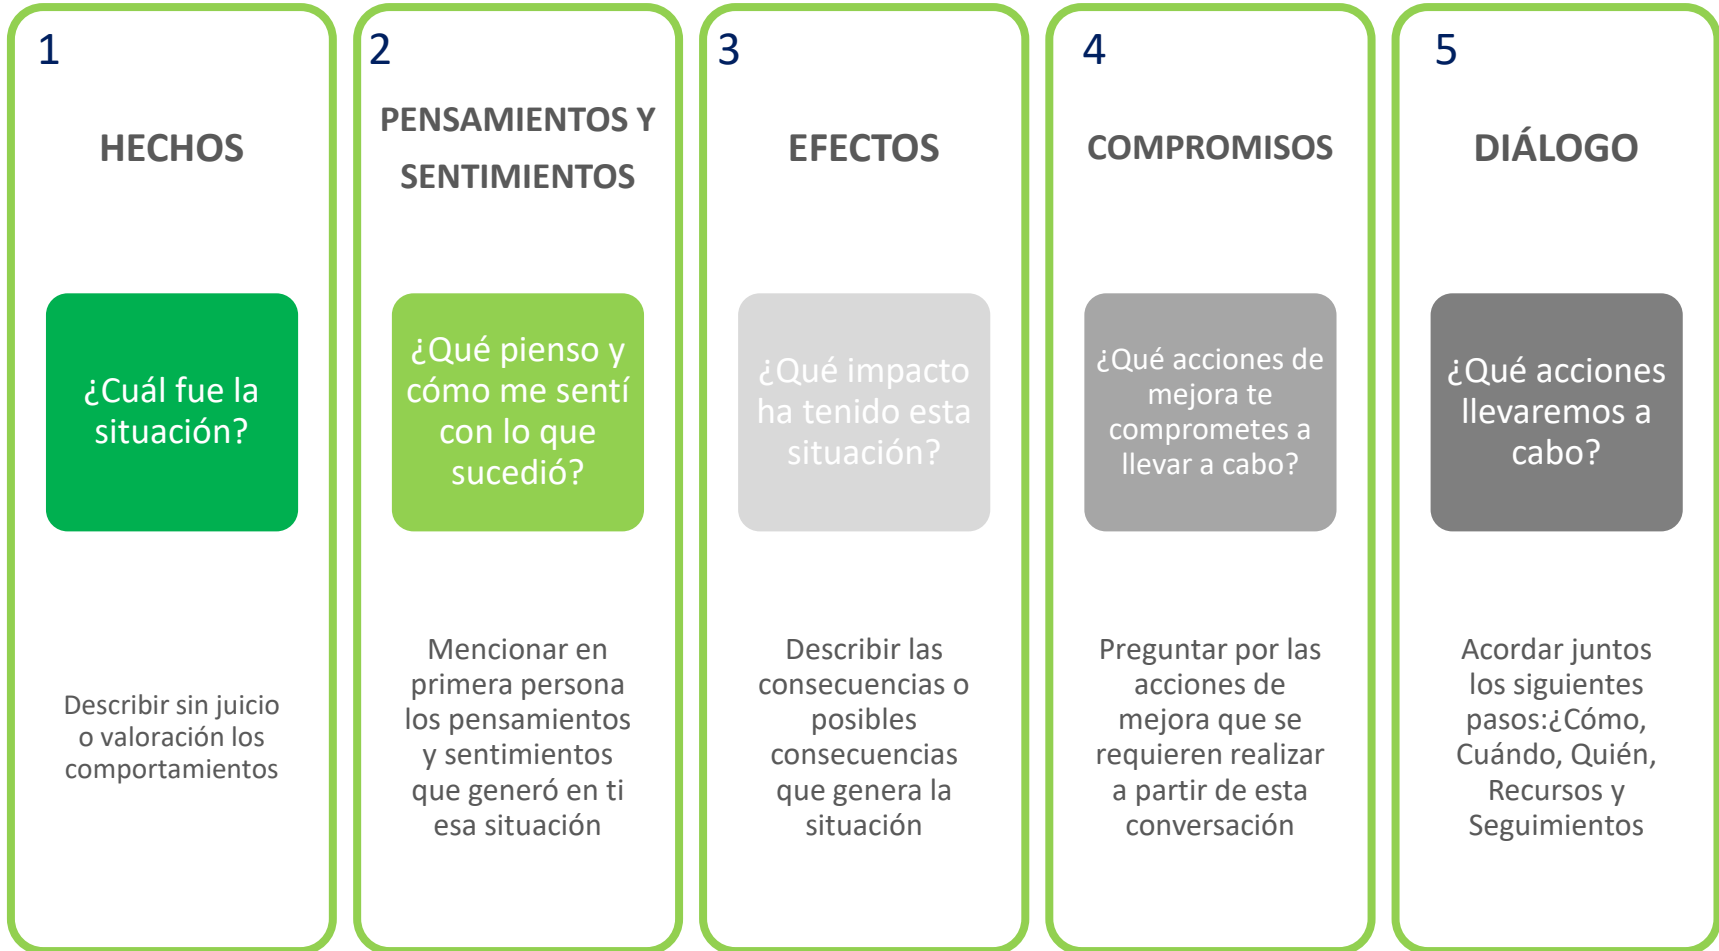 1
HECHOS
¿Cuál fue la
situación?
Describir sin juicio
o valoración los
comportamientos
2
PENSAMIENTOS Y
SENTIMIENTOS
¿Qué pienso y
cómo me sentí
con lo que
sucedió?
Mencionar en
primera persona
los pensamientos
y sentimientos
que generó en ti
esa situación
3
EFECTOS
¿Qué impacto
ha tenido esta
situación?
Describir las
consecuencias o
posibles
consecuencias
que genera la
situación
4
COMPROMISOS
¿Qué acciones de
mejora te
comprometes a
llevar a cabo?
Preguntar por las
acciones de
mejora que se
requieren realizar
a partir de esta
conversación
5
DIÁLOGO
¿Qué acciones
llevaremos a
cabo?
Acordar juntos
los siguientes
pasos:¿Cómo,
Cuándo, Quién,
Recursos y
Seguimientos